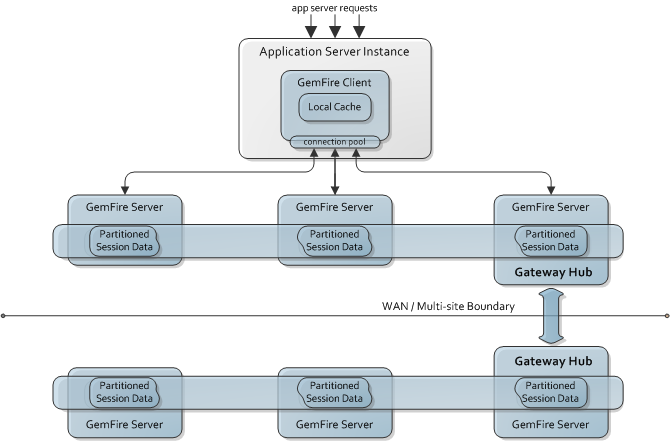 app server requests
Application Server Instance
GemFire Client
Local Cache
connection pool
GemFire Server
GemFire Server
GemFire Server
Partitioned
Session Data
Partitioned
Session Data
Partitioned
Session Data
Gateway Hub
WAN / Multi-site Boundary
Gateway Hub
Partitioned
Session Data
Partitioned
Session Data
Partitioned
Session Data
GemFire Server
GemFire Server
GemFire Server